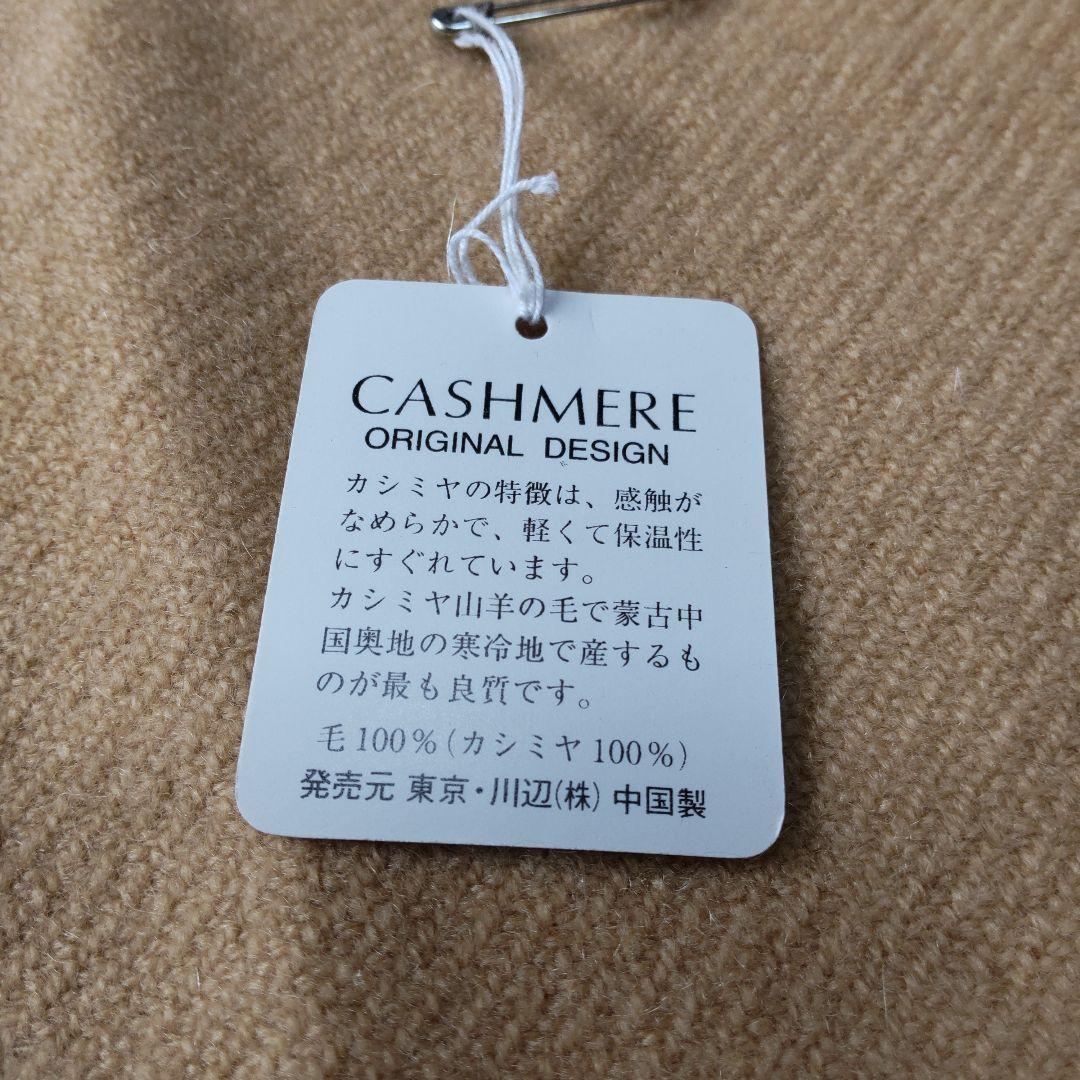 CASHMERE
ORIGINAL DESIGN
カシミヤの特徴は、感触が
なめらかで、軽くて保温性
にすぐれています。
カシミヤ山羊の毛で蒙古中
国奥地の寒冷地で産するも
のが最も良質です。
毛100%(カシミヤ100%)
発売元 東京・川辺(株) 中国製